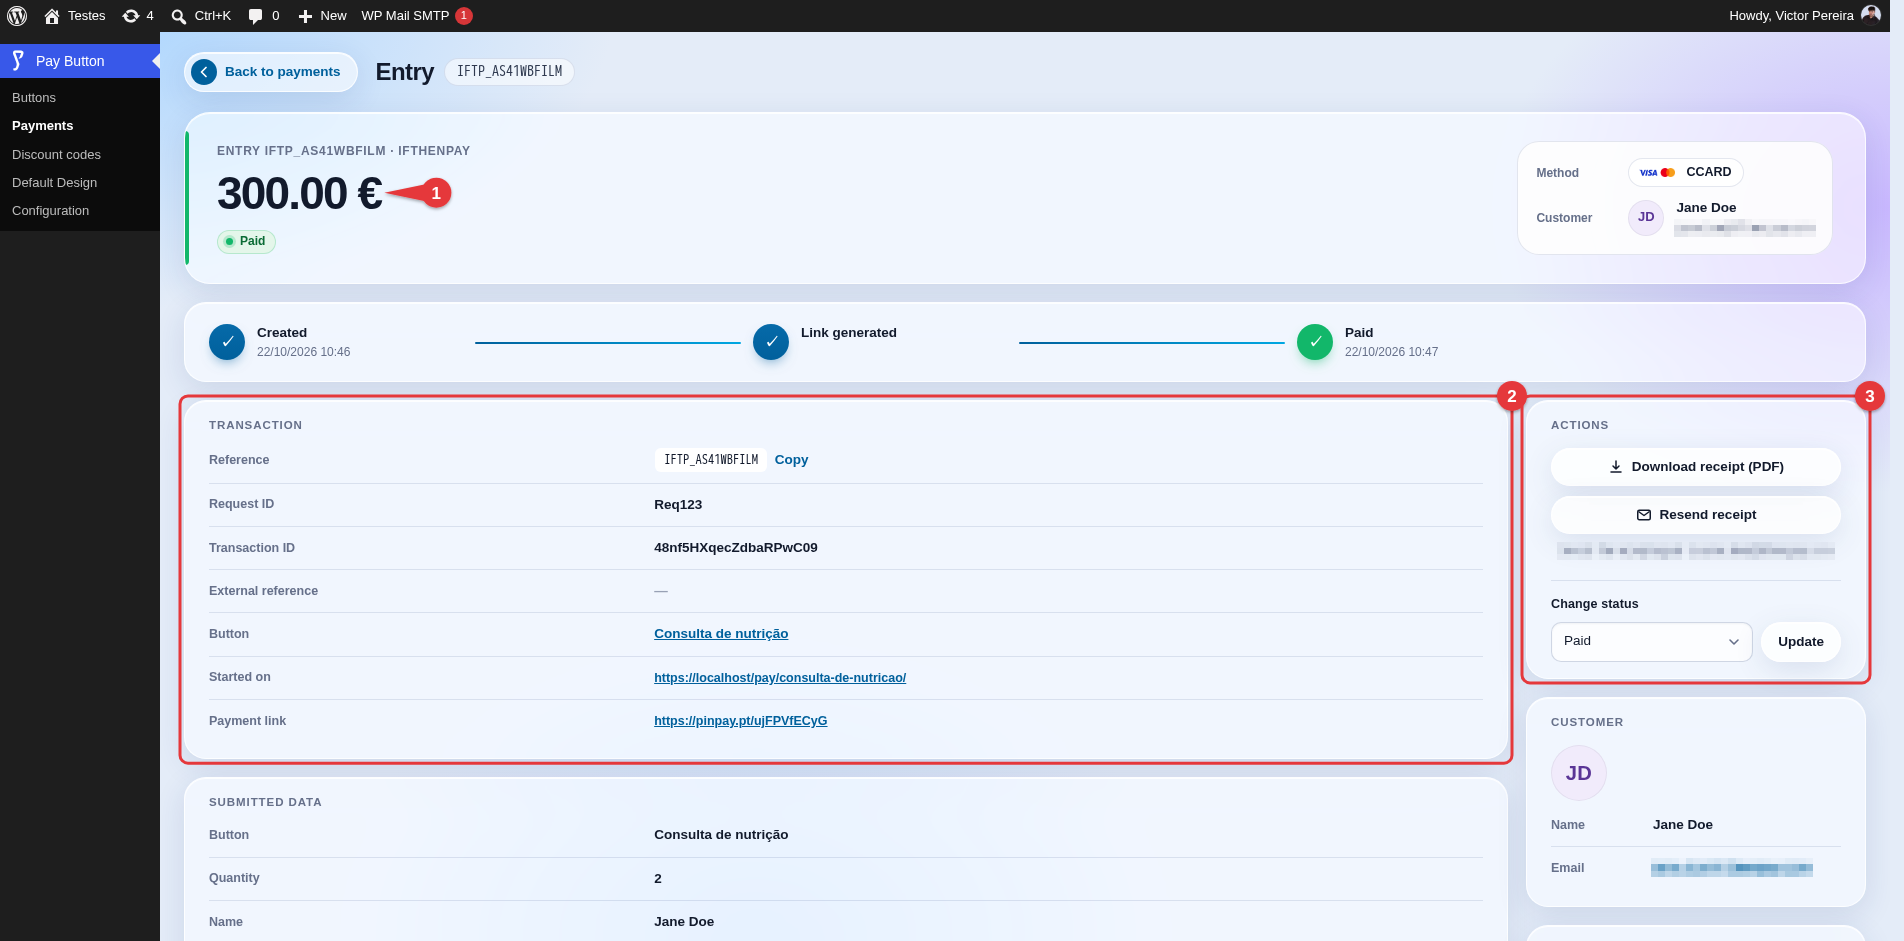 Testes
4
Ctrl+K
0
New
WP Mail SMTP 1
Howdy, Victor Pereira
Pay Button
Buttons
Payments
Discount codes
Default Design
Configuration
Back to payments
Entry
IFTP_AS41WBFILM
ENTRY IFTP_AS41WBFILM · IFTHENPAY
300.00 €
1
Paid
Method
VISA
CCARD
Customer
JD
Jane Doe
Created
22/10/2026 10:46
Link generated
Paid
22/10/2026 10:47
2
3
TRANSACTION
Reference
IFTP_AS41WBFILM
Copy
Request ID
Req123
Transaction ID
48nf5HXqecZdbaRPwC09
External reference
—
Button
Consulta de nutrição
Started on
https://localhost/pay/consulta-de-nutricao/
Payment link
https://pinpay.pt/ujFPVfECyG
ACTIONS
Download receipt (PDF)
Resend receipt
Change status
Paid
Update
CUSTOMER
JD
Name
Jane Doe
Email
SUBMITTED DATA
Button
Consulta de nutrição
Quantity
2
Name
Jane Doe